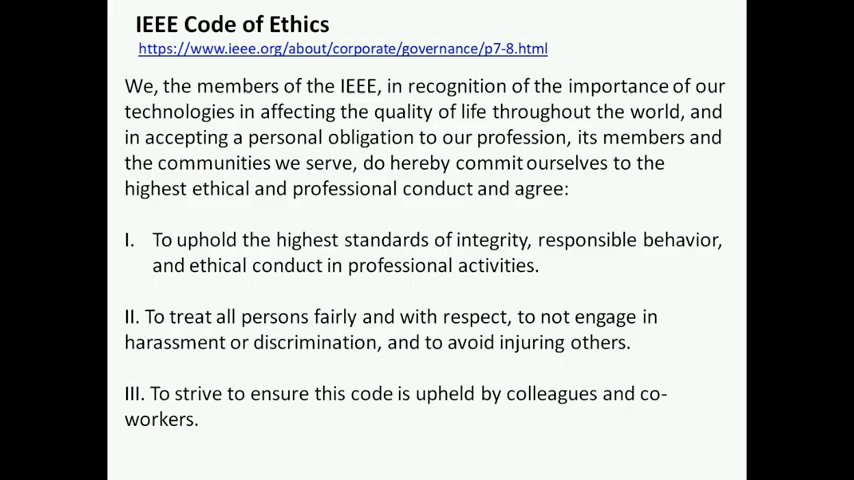 IEEE Code of Ethics
https://www.ieee.org/about/corporate/governance/p7-8.html
We, the members of the IEEE, in recognition of the importance of our
technologies in affecting the quality of life throughout the world, and
in accepting a personal obligation to our profession, its members and
the communities we serve, do hereby commit ourselves to the
highest ethical and professional conduct and agree:
I. To uphold the highest standards of integrity, responsible behavior,
and ethical conduct in professional activities.
II. To treat all persons fairly and with respect, to not engage in
harassment or discrimination, and to avoid injuring others.
III. To strive to ensure this code is upheld by colleagues and co-
workers.